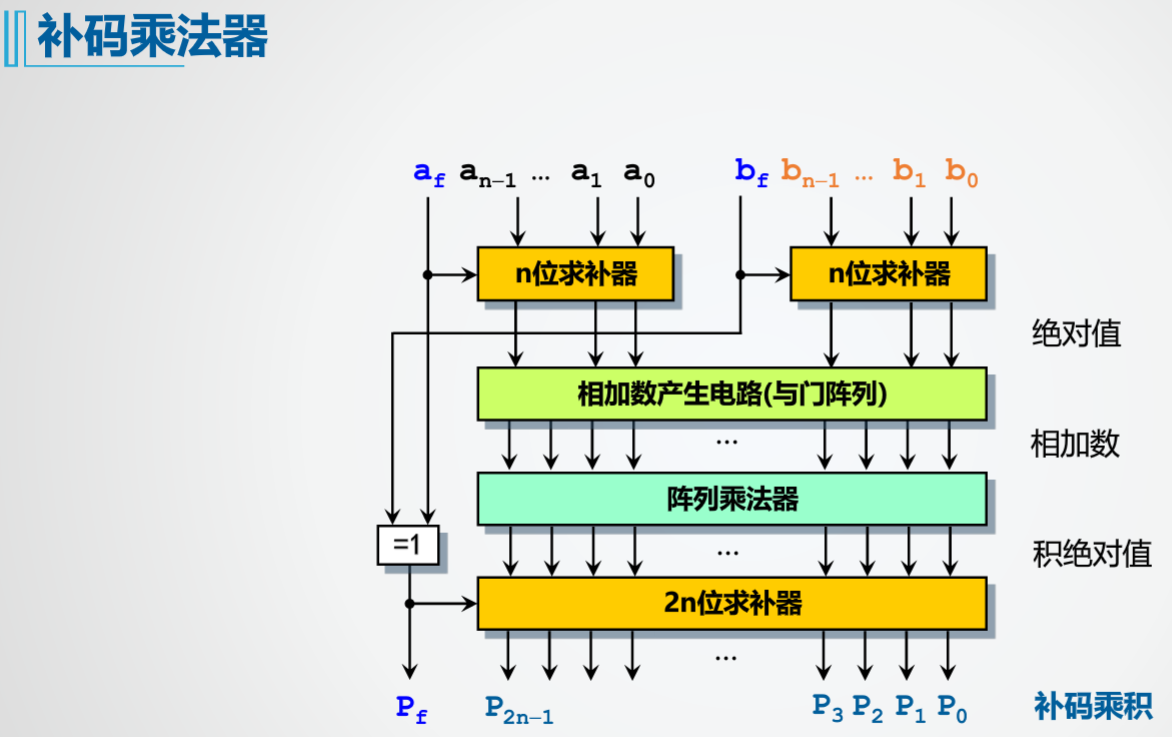 补码乘法器
a_f a_{n-1} … a_1 a_0 b_f b_{n-1} … b_1 b_0
n位求补器 n位求补器
绝对值
相加数产生电路(与门阵列)
… 相加数
阵列乘法器
=1
… 积绝对值
2n位求补器
…
P_f P_{2n-1} P_3 P_2 P_1 P_0 补码乘积